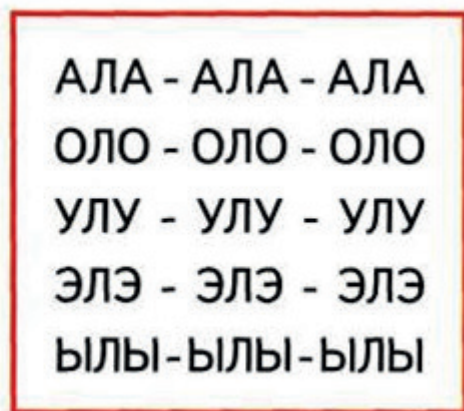 АЛА - АЛА - АЛА
ОЛО - ОЛО - ОЛО
УЛУ - УЛУ - УЛУ
ЭЛЭ - ЭЛЭ - ЭЛЭ
ЫЛЫ-ЫЛЫ-ЫЛЫ